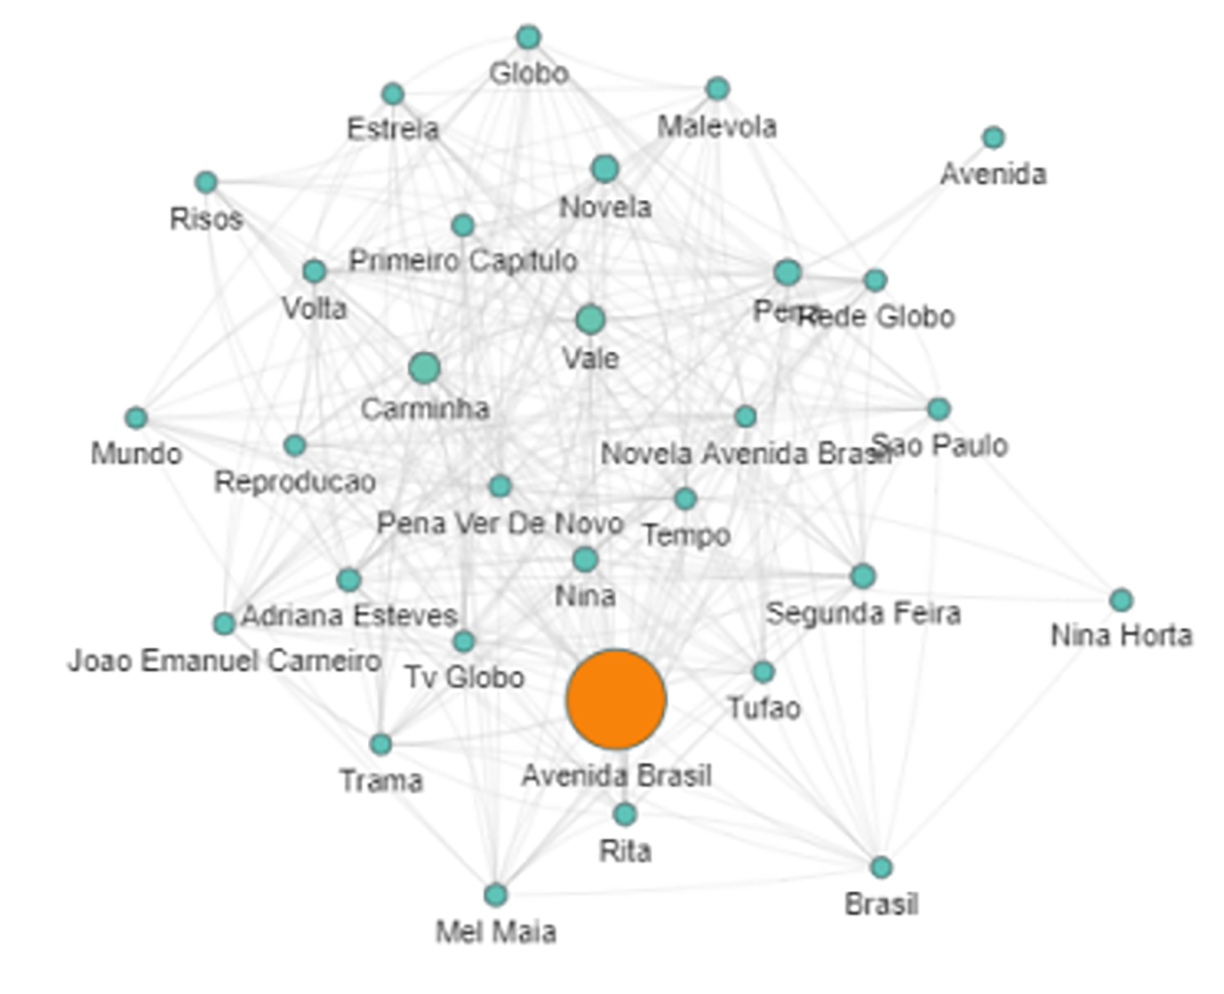 Globo
Estrela
Malevola
Avenida
Novela
Risos
Primeiro Capitulo
Volta
Pena
Rede Globo
Vale
Carminha
Mundo
Novela Avenida Brasil
Sao Paulo
Reproducao
Pena Ver De Novo
Tempo
Nina
Adriana Esteves
Segunda Feira
Nina Horta
Joao Emanuel Carneiro
Tv Globo
Tufao
Avenida Brasil
Trama
Rita
Brasil
Mel Maia